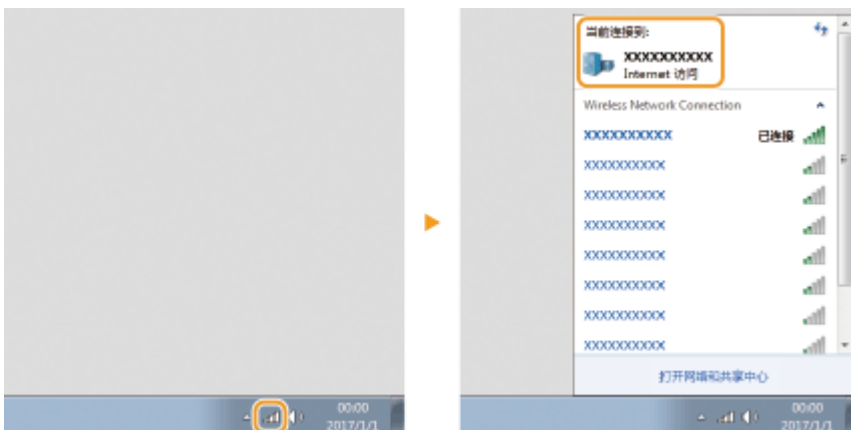 00:00
2017/1/1
当前连接到:
XXXXXXXXXX
Internet 访问
Wireless Network Connection
XXXXXXXXXX 已连接
XXXXXXXXXX
XXXXXXXXXX
XXXXXXXXXX
XXXXXXXXXX
XXXXXXXXXX
XXXXXXXXXX
XXXXXXXXXX
打开网络和共享中心
00:00
2017/1/1